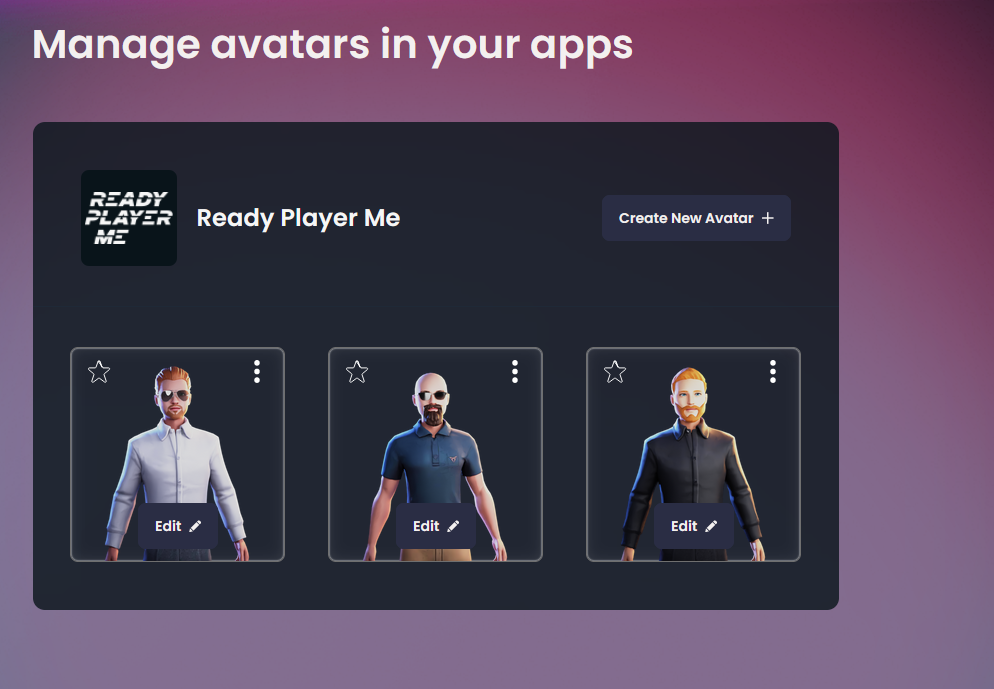 Manage avatars in your apps
READY
PLAYER
ME
Ready Player Me
Create New Avatar +
Edit
Edit
Edit